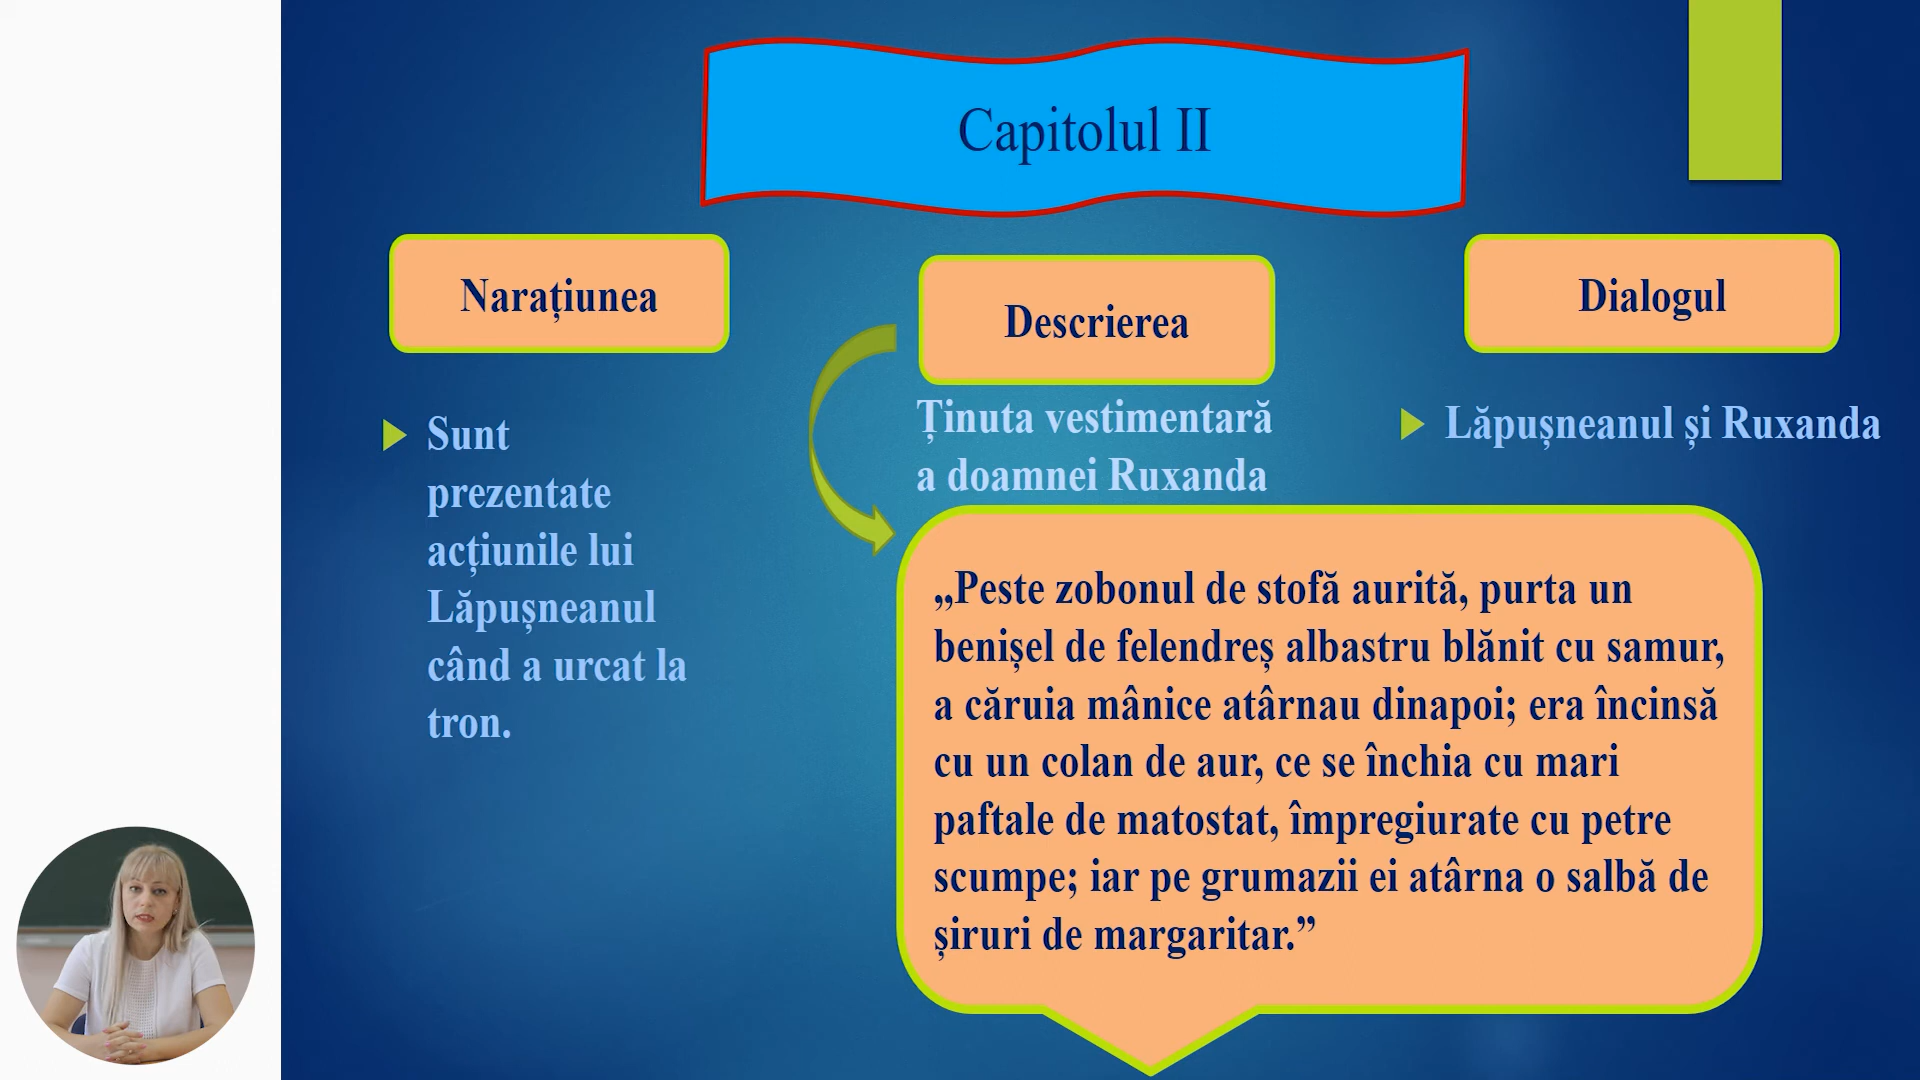 Capitolul II
Narațiunea
Sunt
prezentate
acțiunile lui
Lăpușneanul
când a urcat la
tron.
Descrierea
Ținuta vestimentară
a doamnei Ruxanda
„Peste zobonul de stofă aurită, purta un
benișel de felendreș albastru blănit cu samur,
a căruia mânice atârnau dinapoi; era încinsă
cu un colan de aur, ce se închia cu mari
paftale de matostat, împregiurate cu petre
scumpe; iar pe grumazii ei atârna o salbă de
șiruri de margaritar.”
Dialogul
Lăpușneanul și Ruxanda